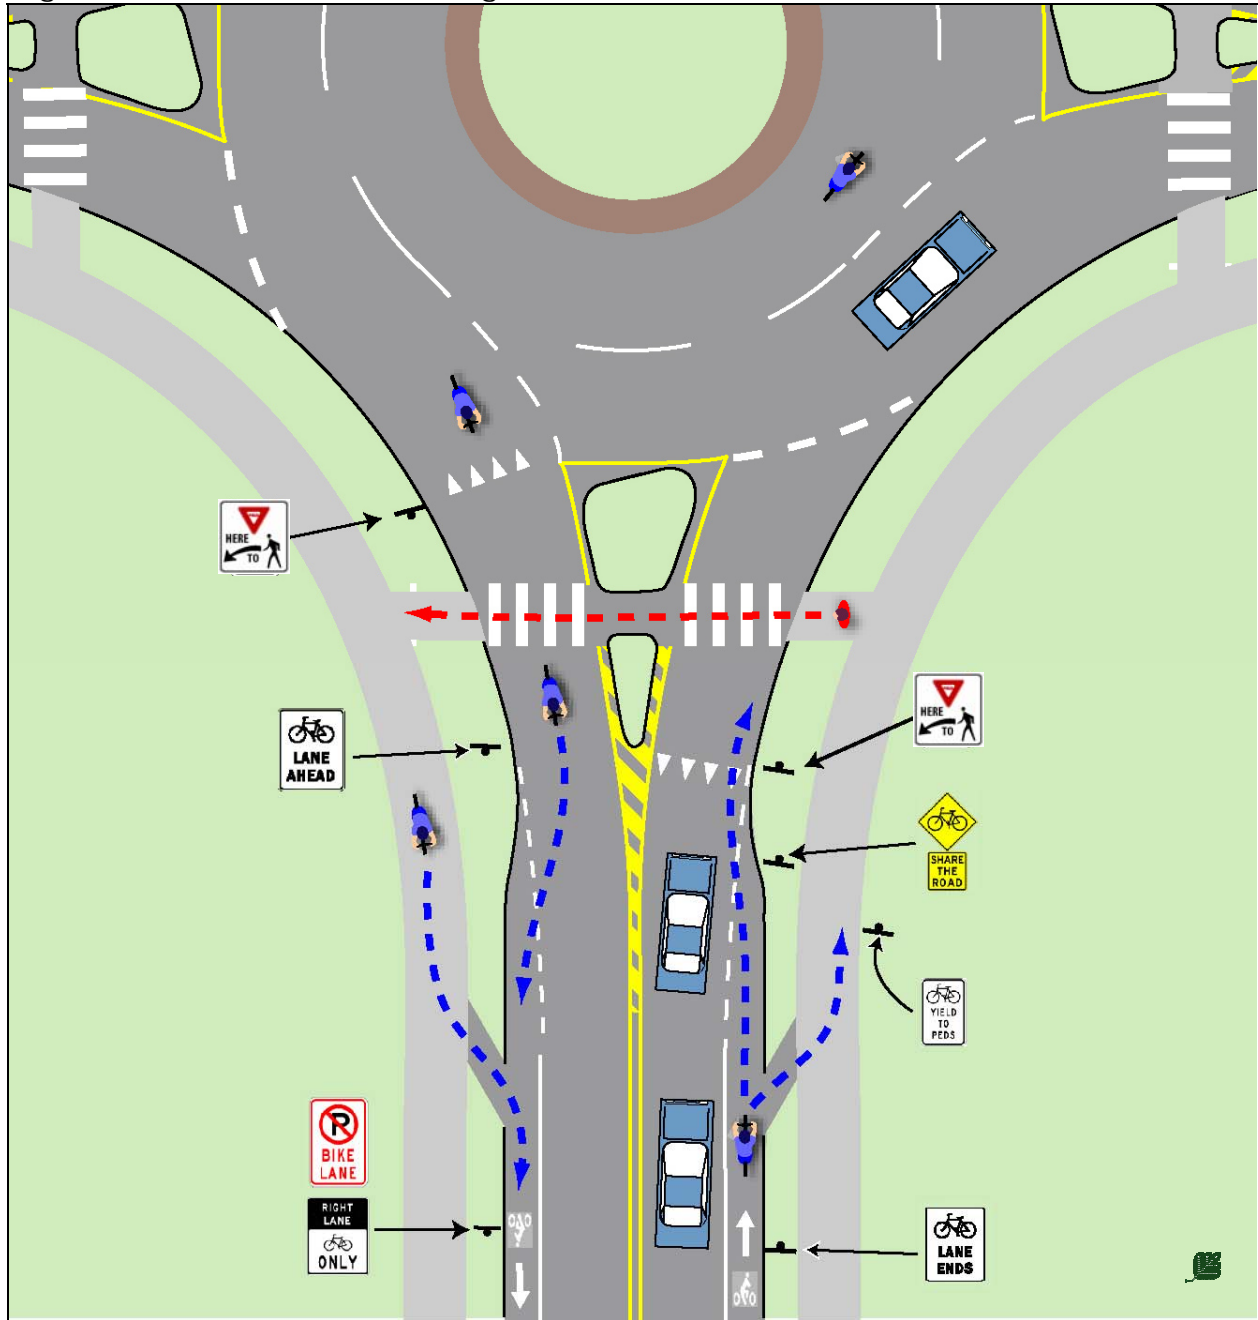 HERE
TO
LANE
AHEAD
HERE
TO
SHARE
THE
ROAD
YIELD
TO
PEDS
P
BIKE
LANE
RIGHT
LANE
ONLY
LANE
ENDS